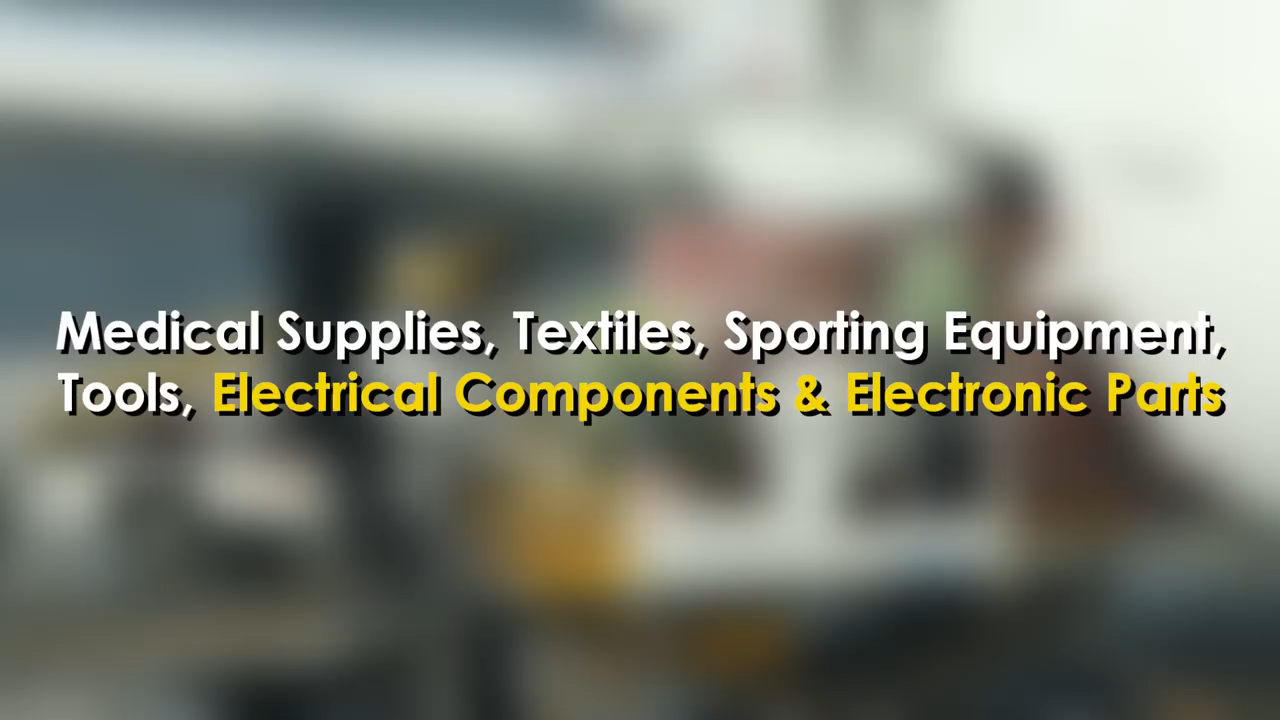 Medical Supplies, Textiles, Sporting Equipment,
Tools, Electrical Components & Electronic Parts